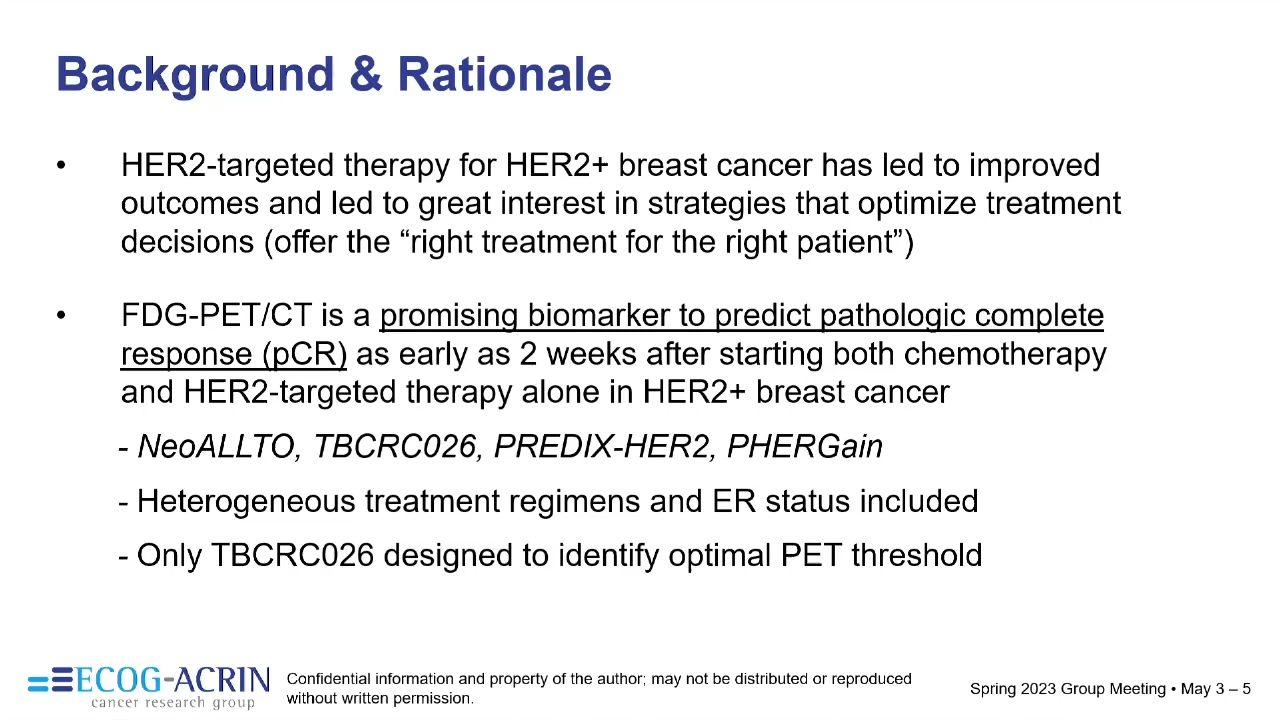 Background & Rationale
• HER2-targeted therapy for HER2+ breast cancer has led to improved
outcomes and led to great interest in strategies that optimize treatment
decisions (offer the “right treatment for the right patient”)
• FDG-PET/CT is a promising biomarker to predict pathologic complete
response (pCR) as early as 2 weeks after starting both chemotherapy
and HER2-targeted therapy alone in HER2+ breast cancer
- NeoALLTO, TBCRC026, PREDIX-HER2, PHERGain
- Heterogeneous treatment regimens and ER status included
- Only TBCRC026 designed to identify optimal PET threshold
ECOG-ACRIN
cancer research group
Confidential information and property of the author; may not be distributed or reproduced
without written permission.
Spring 2023 Group Meeting • May 3 – 5